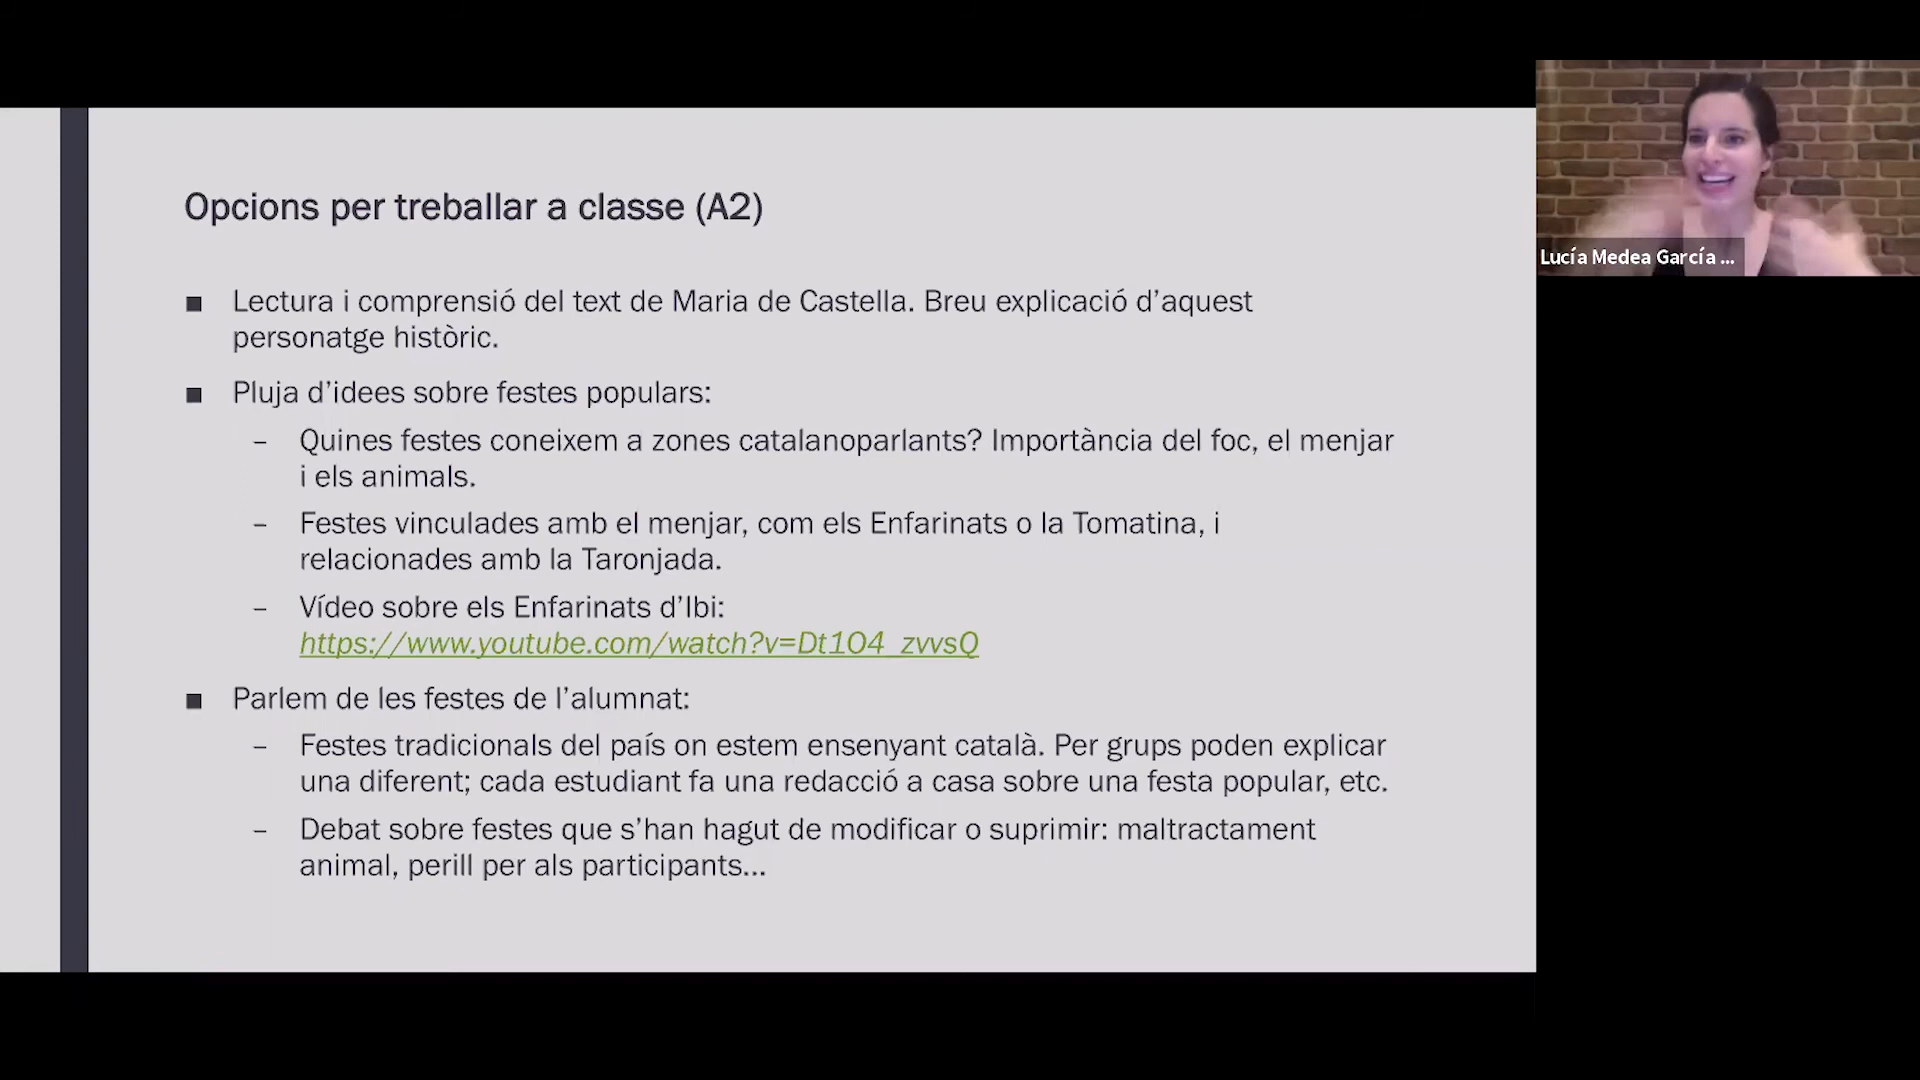 Opcions per treballar a classe (A2)
■ Lectura i comprensió del text de Maria de Castella. Breu explicació d’aquest
personatge històric.
■ Pluja d’idees sobre festes populars:
– Quines festes coneixem a zones catalanoparlants? Importància del foc, el menjar
i els animals.
– Festes vinculades amb el menjar, com els Enfarinats o la Tomatina, i
relacionades amb la Taronjada.
– Vídeo sobre els Enfarinats d’Ibi:
https://www.youtube.com/watch?v=Dt1O4_zvvsQ
■ Parlem de les festes de l’alumnat:
– Festes tradicionals del país on estem ensenyant català. Per grups poden explicar
una diferent; cada estudiant fa una redacció a casa sobre una festa popular, etc.
– Debat sobre festes que s’han hagut de modificar o suprimir: maltractament
animal, perill per als participants...
Lucía Medea García ...